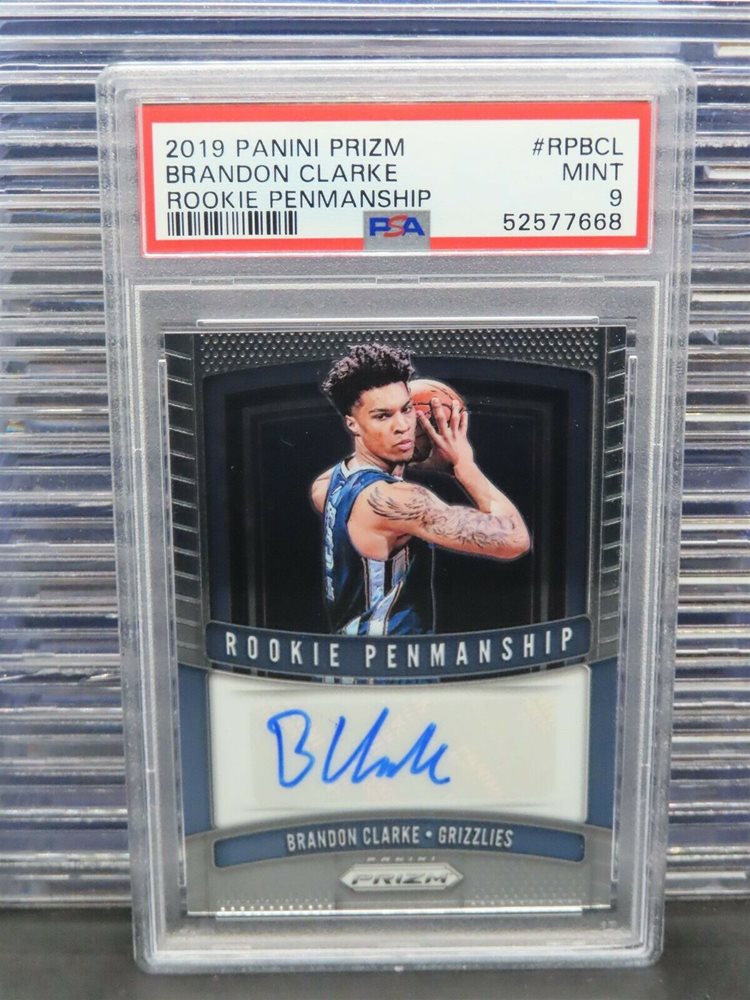 2019 PANINI PRIZM #RPBCL
BRANDON CLARKE MINT
ROOKIE PENMANSHIP 9
PSA 52577668
ROOKIE PENMANSHIP
B Clarke
BRANDON CLARKE • GRIZZLIES
PANINI
PRIZM